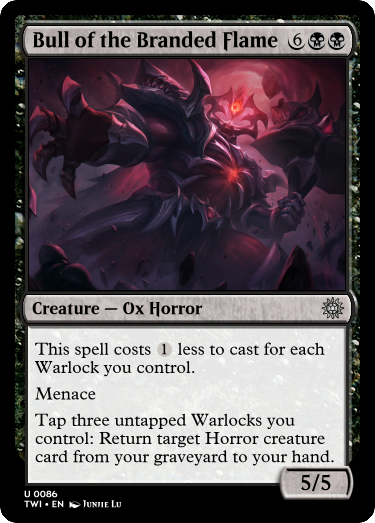 Bull of the Branded Flame 6
Creature — Ox Horror
This spell costs 1 less to cast for each
Warlock you control.
Menace
Tap three untapped Warlocks you
control: Return target Horror creature
card from your graveyard to your hand.
5/5
U 0086
TWI • EN Junjie Lu